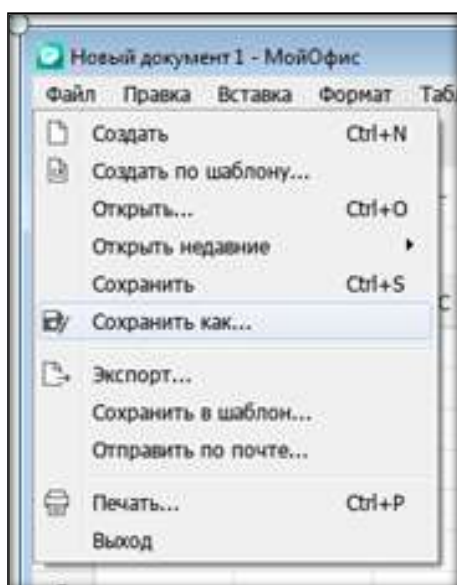 Новый документ 1 - МойОфис
Файл Правка Вставка Формат Таб
Создать Ctrl+N
Создать по шаблону...
Открыть... Ctrl+O
Открыть недавние
Сохранить Ctrl+S
Сохранить как...
Экспорт...
Сохранить в шаблон...
Отправить по почте...
Печать... Ctrl+P
Выход